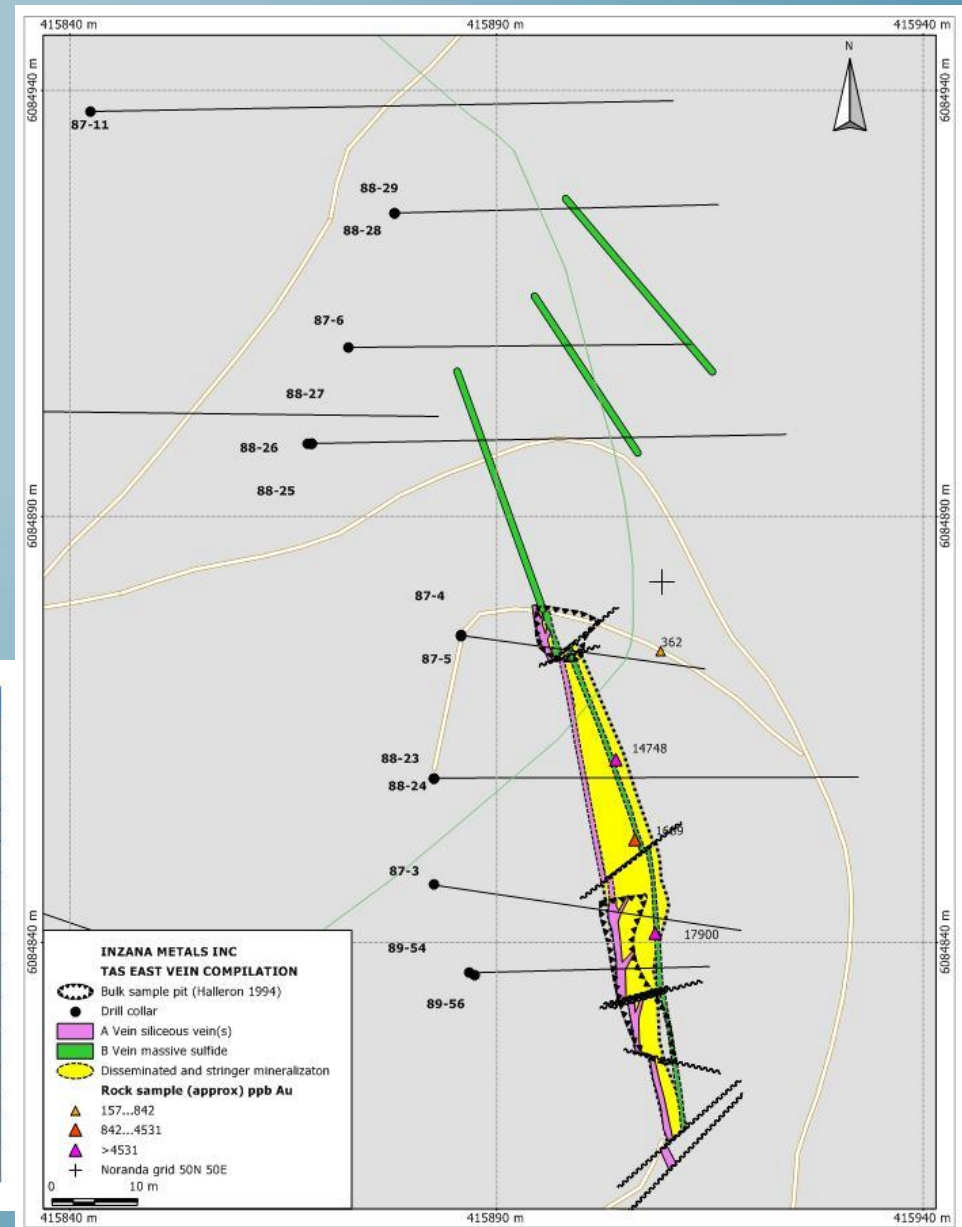 415840 m
415890 m
415940 m
6084940 m
6084940 m
N
87-11
88-29
88-28
87-6
88-27
88-26
88-25
6084890 m
6084890 m
87-4
87-5
362
88-23
88-24
14748
1689
87-3
17900
6084840 m
89-54
89-56
INZANA METALS INC
TAS EAST VEIN COMPILATION
Bulk sample pit (Halleron 1994)
Drill collar
A Vein siliceous vein(s)
B Vein massive sulfide
Disseminated and stringer mineralizaton
Rock sample (approx) ppb Au
157...842
842...4531
>4531
Noranda grid 50N 50E
0 10 m
415840 m
415890 m
415940 m